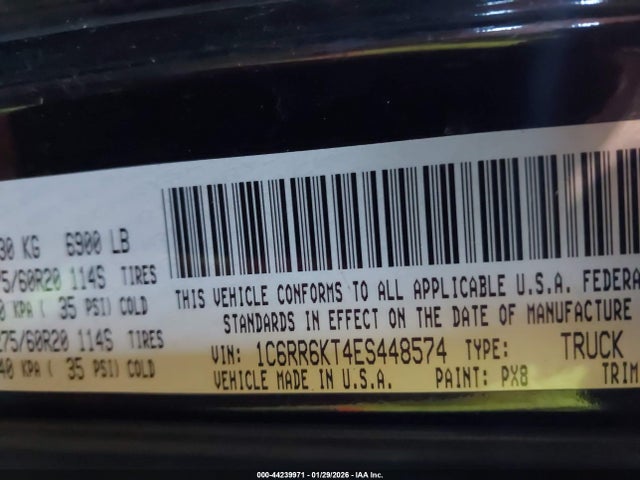 30 KG 6900 LB
75/60R20 114S TIRES
0 KPA ( 35 PSI) COLD
275/60R20 114S TIRES
40 KPA ( 35 PSI) COLD
THIS VEHICLE CONFORMS TO ALL APPLICABLE U.S.A. FEDERA
STANDARDS IN EFFECT ON THE DATE OF MANUFACTURE
VIN: 1C6RR6KT4ES448574 TYPE: TRUCK
VEHICLE MADE IN U.S.A. PAINT: PX8 TRIM
000-44239971 - 01/29/2026 - IAA Inc.